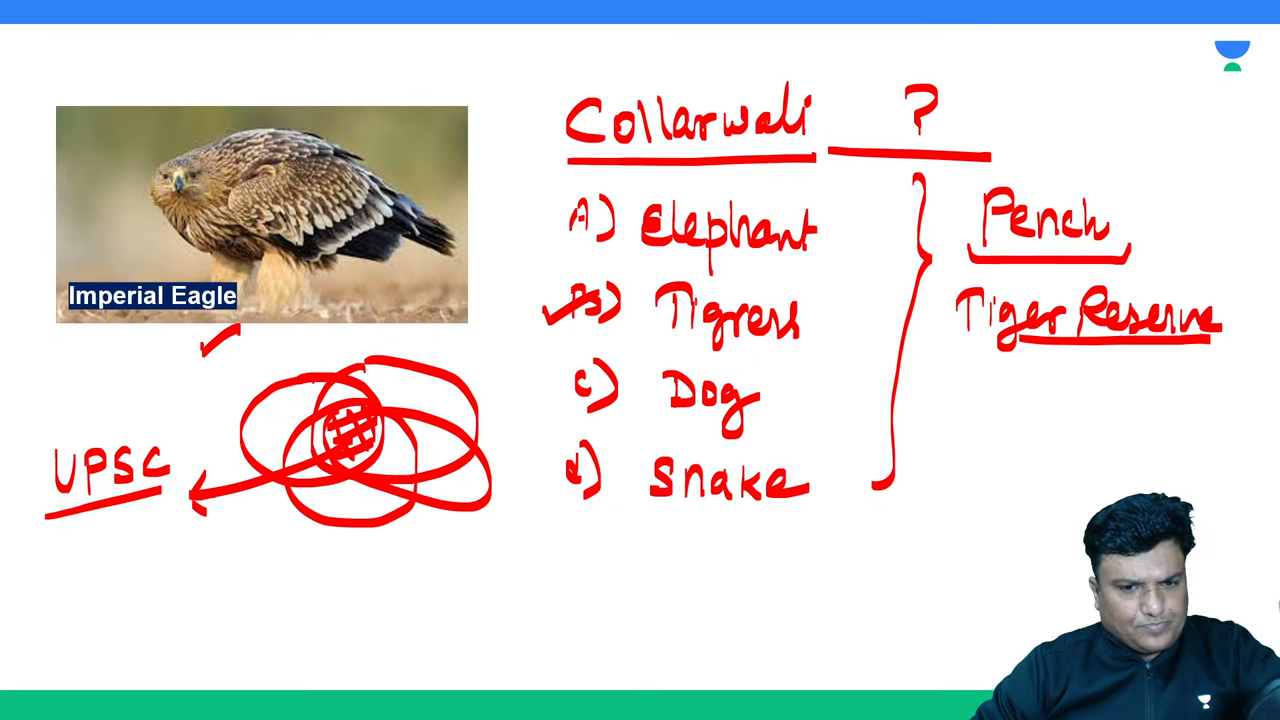 Imperial Eagle
UPSC
Collarwali ?
A) Elephant
B) Tigress
C) Dog
d) Snake
Pench
Tiger Reserve